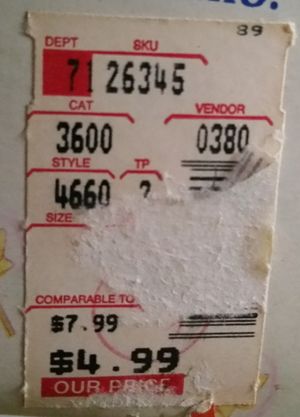 89
DEPT SKU
71 26345
CAT VENDOR
3600 0380
STYLE TP
4660
SIZE
COMPARABLE TO
$7.99
$4.99
OUR PRICE